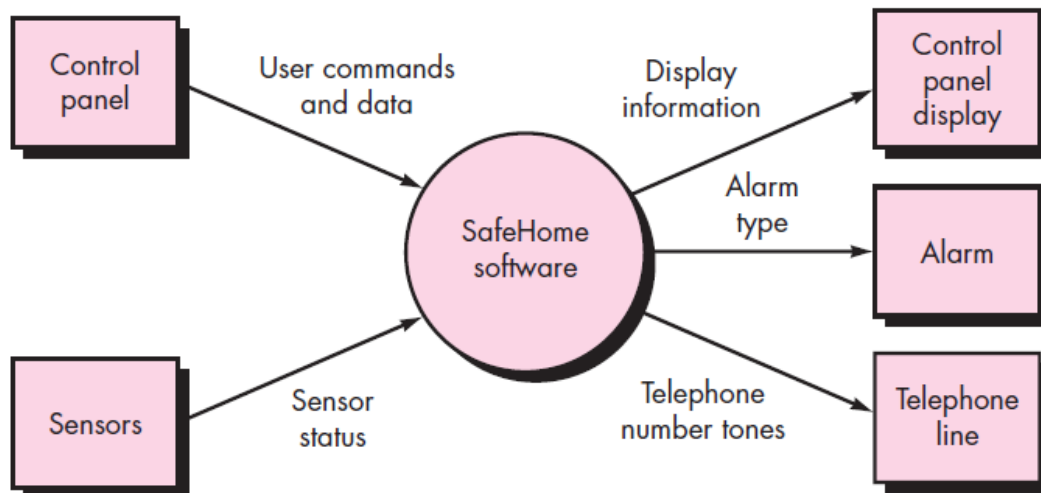 Control
panel
User commands
and data
Display
information
Control
panel
display
SafeHome
software
Alarm
type
Alarm
Sensors
Sensor
status
Telephone
number tones
Telephone
line